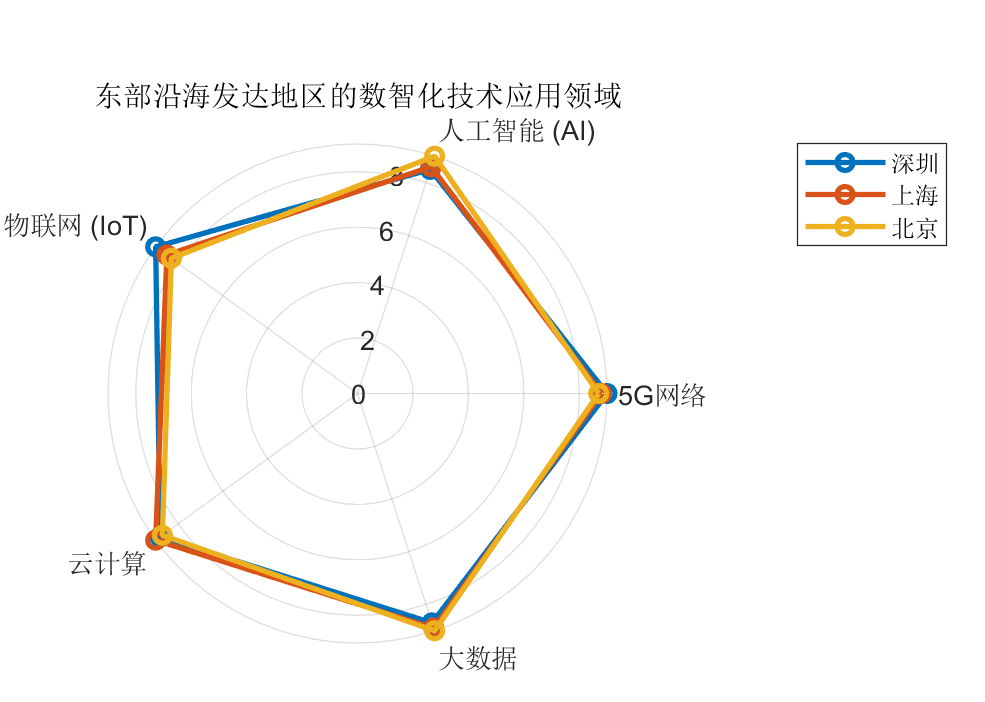 东部沿海发达地区的数智化技术应用领域
人工智能 (AI)
深圳
上海
北京
8
物联网 (IoT)
6
4
2
0
5G网络
云计算
大数据